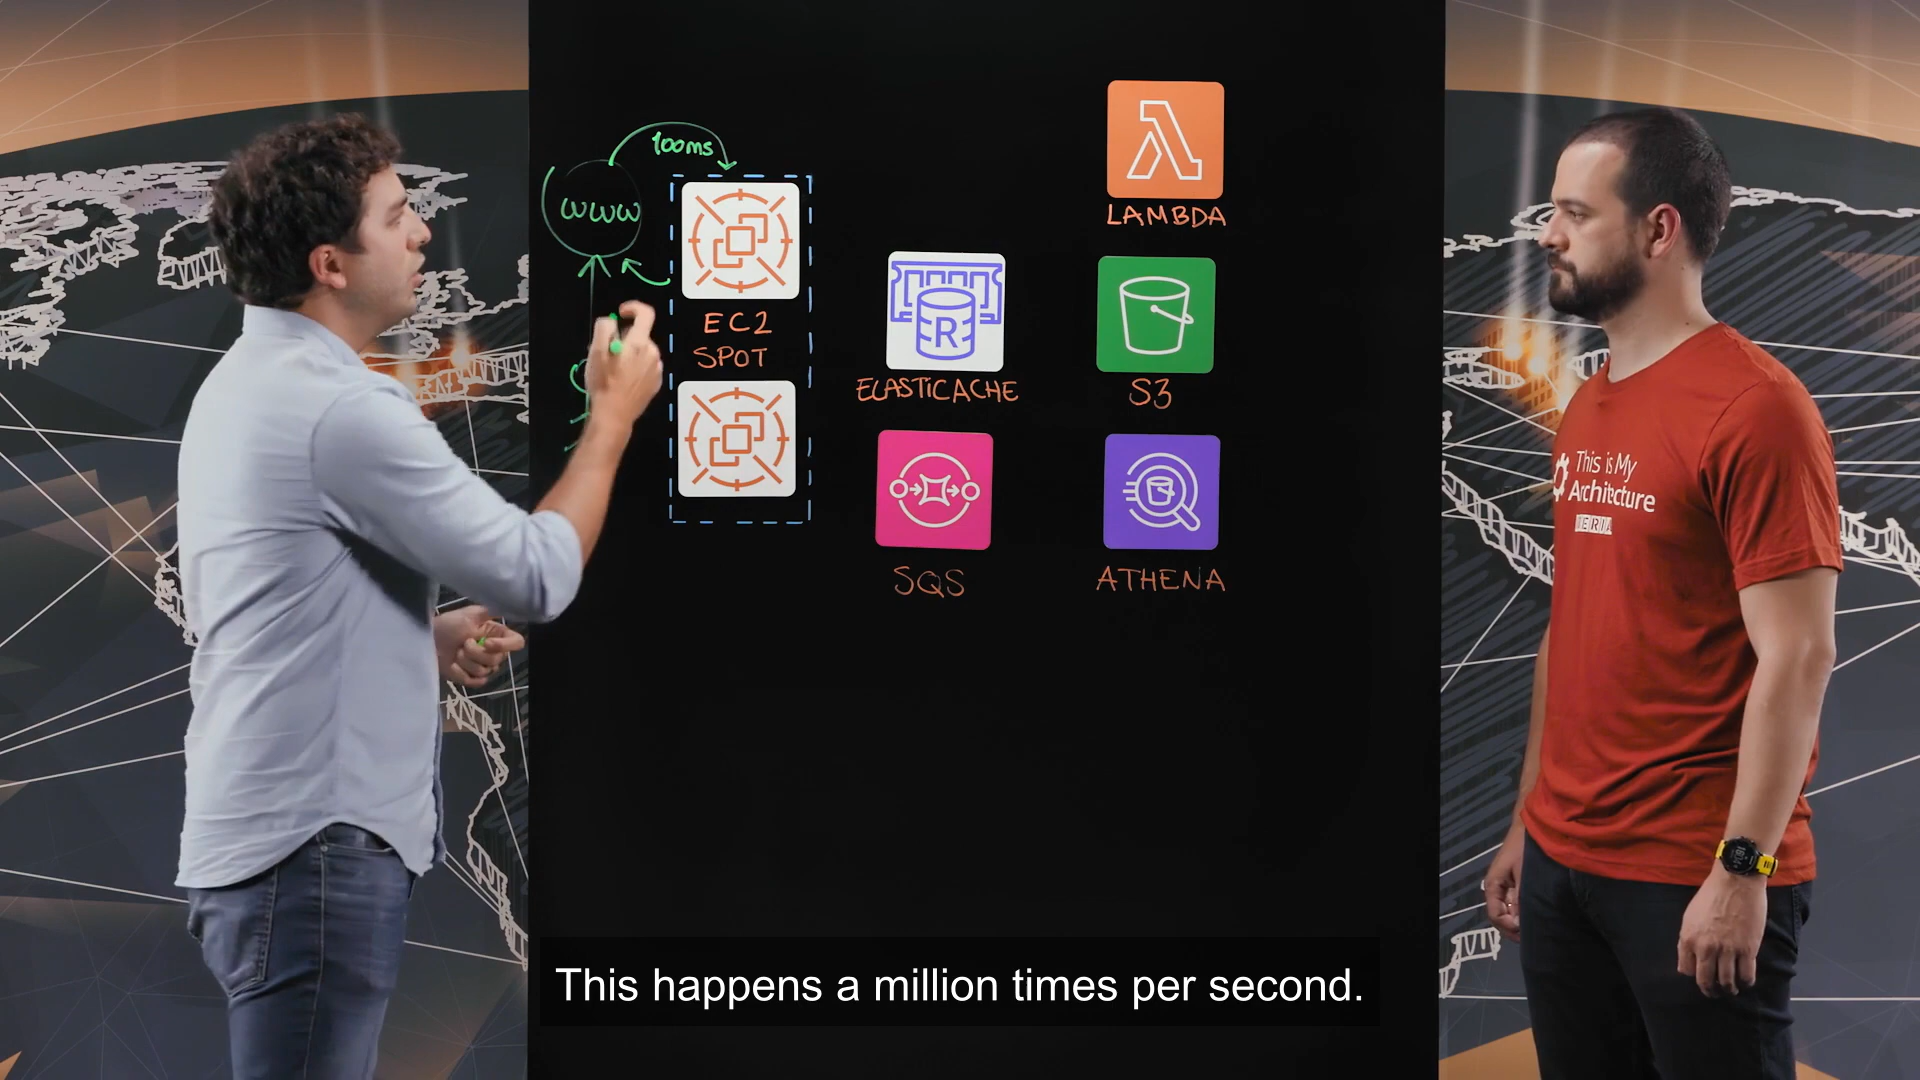 100ms
www
EC2
SPOT
ELASTICACHE
R
SQS
LAMBDA
S3
ATHENA
This is My
Architecture
This happens a million times per second.